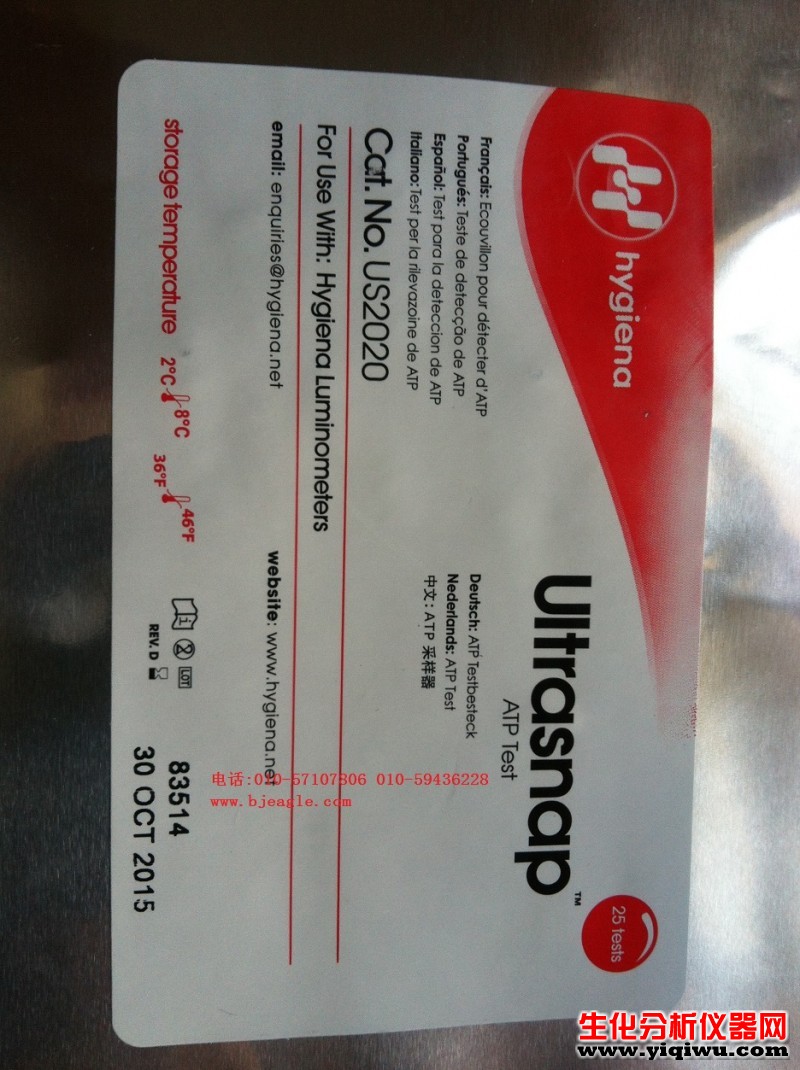 hygiena
Ultrasnap™
ATP Test
25 tests
Français: Ecouvillon pour détecter d'ATP
Portugués: Teste de detecção de ATP
Español: Test para la deteccion de ATP
Italiano: Test per la rilevazoine de ATP
Deutsch: ATP Testbesteck
Nederlands: ATP Test
中文: ATP 采样器
Cat. No. US2020
For Use With: Hygiena Luminometers
email: enquiries@hygiena.net
website: www.hygiena.net
storage temperature 2°C 8°C
36°F 46°F
2 LOT
REV. D
83514
30 OCT 2015
电话:010-57107806 010-59436228
www.bjeagle.com
生化分析仪器网
www.yiqiwu.com